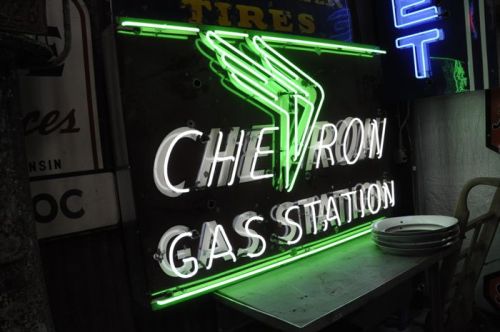 TIRES
ET
CHEVRON
GAS STATION
ces
NSIN
OC